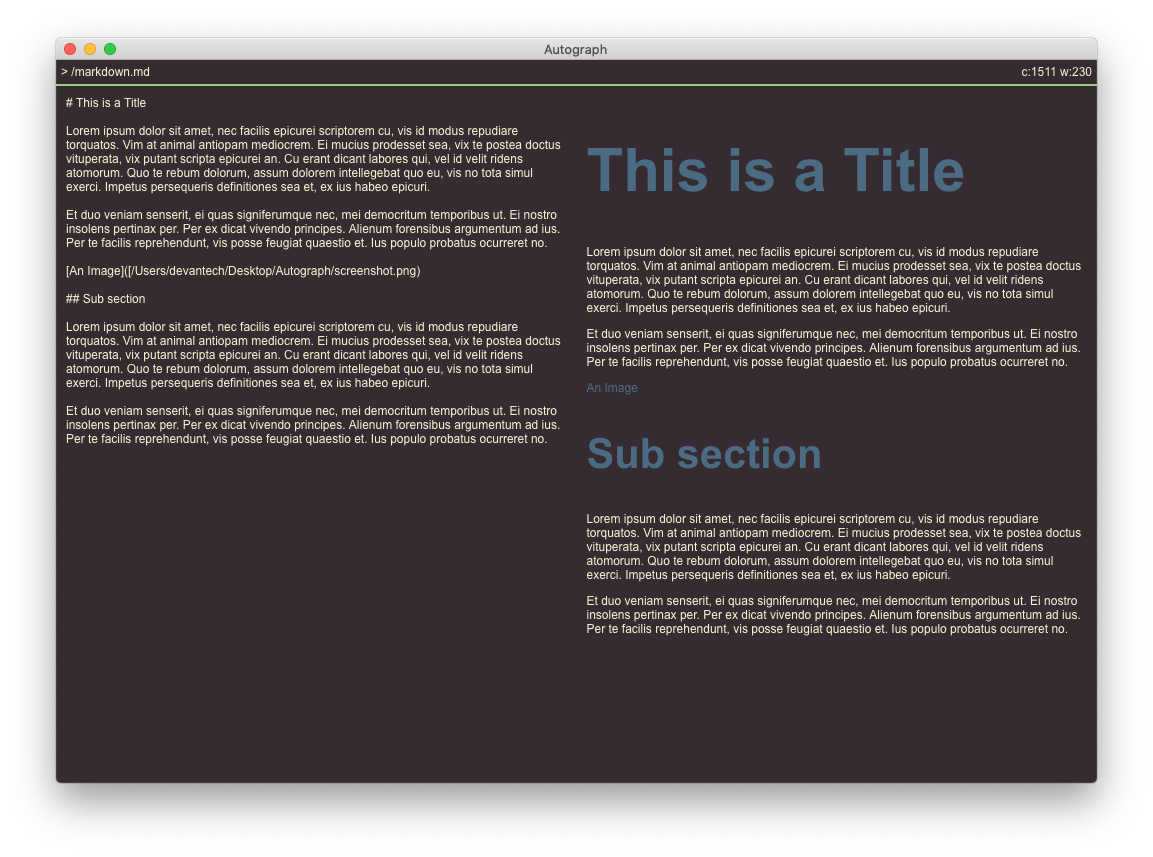 Autograph
> /markdown.md
c:1511 w:230
# This is a Title
Lorem ipsum dolor sit amet, nec facilis epicurei scriptorem cu, vis id modus repudiare
torquatos. Vim at animal antiopam mediocrem. Ei mucius prodesset sea, vix te postea doctus
vituperata, vix putant scripta epicurei an. Cu erant dicant labores qui, vel id velit ridens
atomorum. Quo te rebum dolorum, assum dolorem intellegebat quo eu, vis no tota simul
exerci. Impetus persequeris definitiones sea et, ex ius habeo epicuri.
Et duo veniam senserit, ei quas signiferumque nec, mei democritum temporibus ut. Ei nostro
insolens pertinax per. Per ex dicat vivendo principes. Alienum forensibus argumentum ad ius.
Per te facilis reprehendunt, vis posse feugiat quaestio et. Ius populo probatus ocurreret no.
[An Image]([/Users/devantech/Desktop/Autograph/screenshot.png)
## Sub section
Lorem ipsum dolor sit amet, nec facilis epicurei scriptorem cu, vis id modus repudiare
torquatos. Vim at animal antiopam mediocrem. Ei mucius prodesset sea, vix te postea doctus
vituperata, vix putant scripta epicurei an. Cu erant dicant labores qui, vel id velit ridens
atomorum. Quo te rebum dolorum, assum dolorem intellegebat quo eu, vis no tota simul
exerci. Impetus persequeris definitiones sea et, ex ius habeo epicuri.
Et duo veniam senserit, ei quas signiferumque nec, mei democritum temporibus ut. Ei nostro
insolens pertinax per. Per ex dicat vivendo principes. Alienum forensibus argumentum ad ius.
Per te facilis reprehendunt, vis posse feugiat quaestio et. Ius populo probatus ocurreret no.
This is a Title
Lorem ipsum dolor sit amet, nec facilis epicurei scriptorem cu, vis id modus repudiare
torquatos. Vim at animal antiopam mediocrem. Ei mucius prodesset sea, vix te postea doctus
vituperata, vix putant scripta epicurei an. Cu erant dicant labores qui, vel id velit ridens
atomorum. Quo te rebum dolorum, assum dolorem intellegebat quo eu, vis no tota simul
exerci. Impetus persequeris definitiones sea et, ex ius habeo epicuri.
Et duo veniam senserit, ei quas signiferumque nec, mei democritum temporibus ut. Ei nostro
insolens pertinax per. Per ex dicat vivendo principes. Alienum forensibus argumentum ad ius.
Per te facilis reprehendunt, vis posse feugiat quaestio et. Ius populo probatus ocurreret no.
An Image
Sub section
Lorem ipsum dolor sit amet, nec facilis epicurei scriptorem cu, vis id modus repudiare
torquatos. Vim at animal antiopam mediocrem. Ei mucius prodesset sea, vix te postea doctus
vituperata, vix putant scripta epicurei an. Cu erant dicant labores qui, vel id velit ridens
atomorum. Quo te rebum dolorum, assum dolorem intellegebat quo eu, vis no tota simul
exerci. Impetus persequeris definitiones sea et, ex ius habeo epicuri.
Et duo veniam senserit, ei quas signiferumque nec, mei democritum temporibus ut. Ei nostro
insolens pertinax per. Per ex dicat vivendo principes. Alienum forensibus argumentum ad ius.
Per te facilis reprehendunt, vis posse feugiat quaestio et. Ius populo probatus ocurreret no.